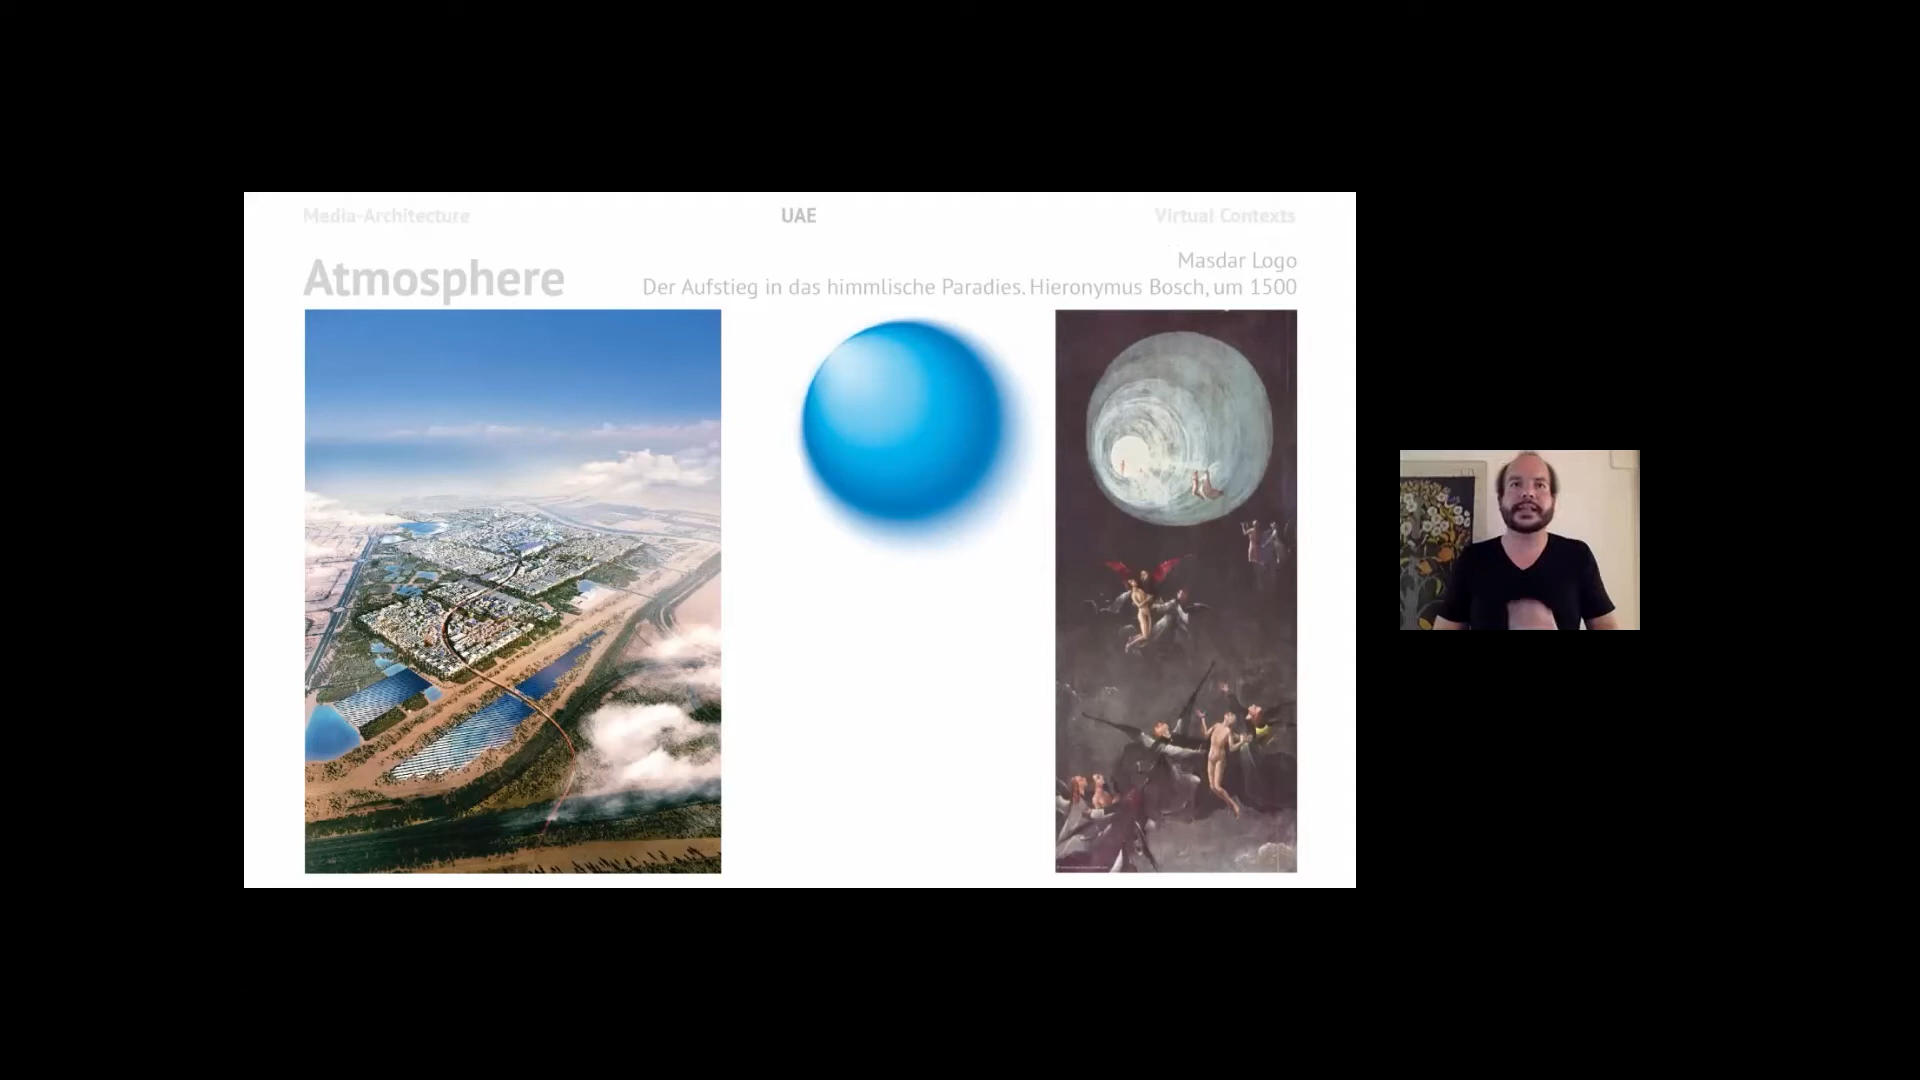 Media-Architecture
UAE
Virtual Contexts
Atmosphere
Masdar Logo
Der Aufstieg in das himmlische Paradies. Hieronymus Bosch, um 1500